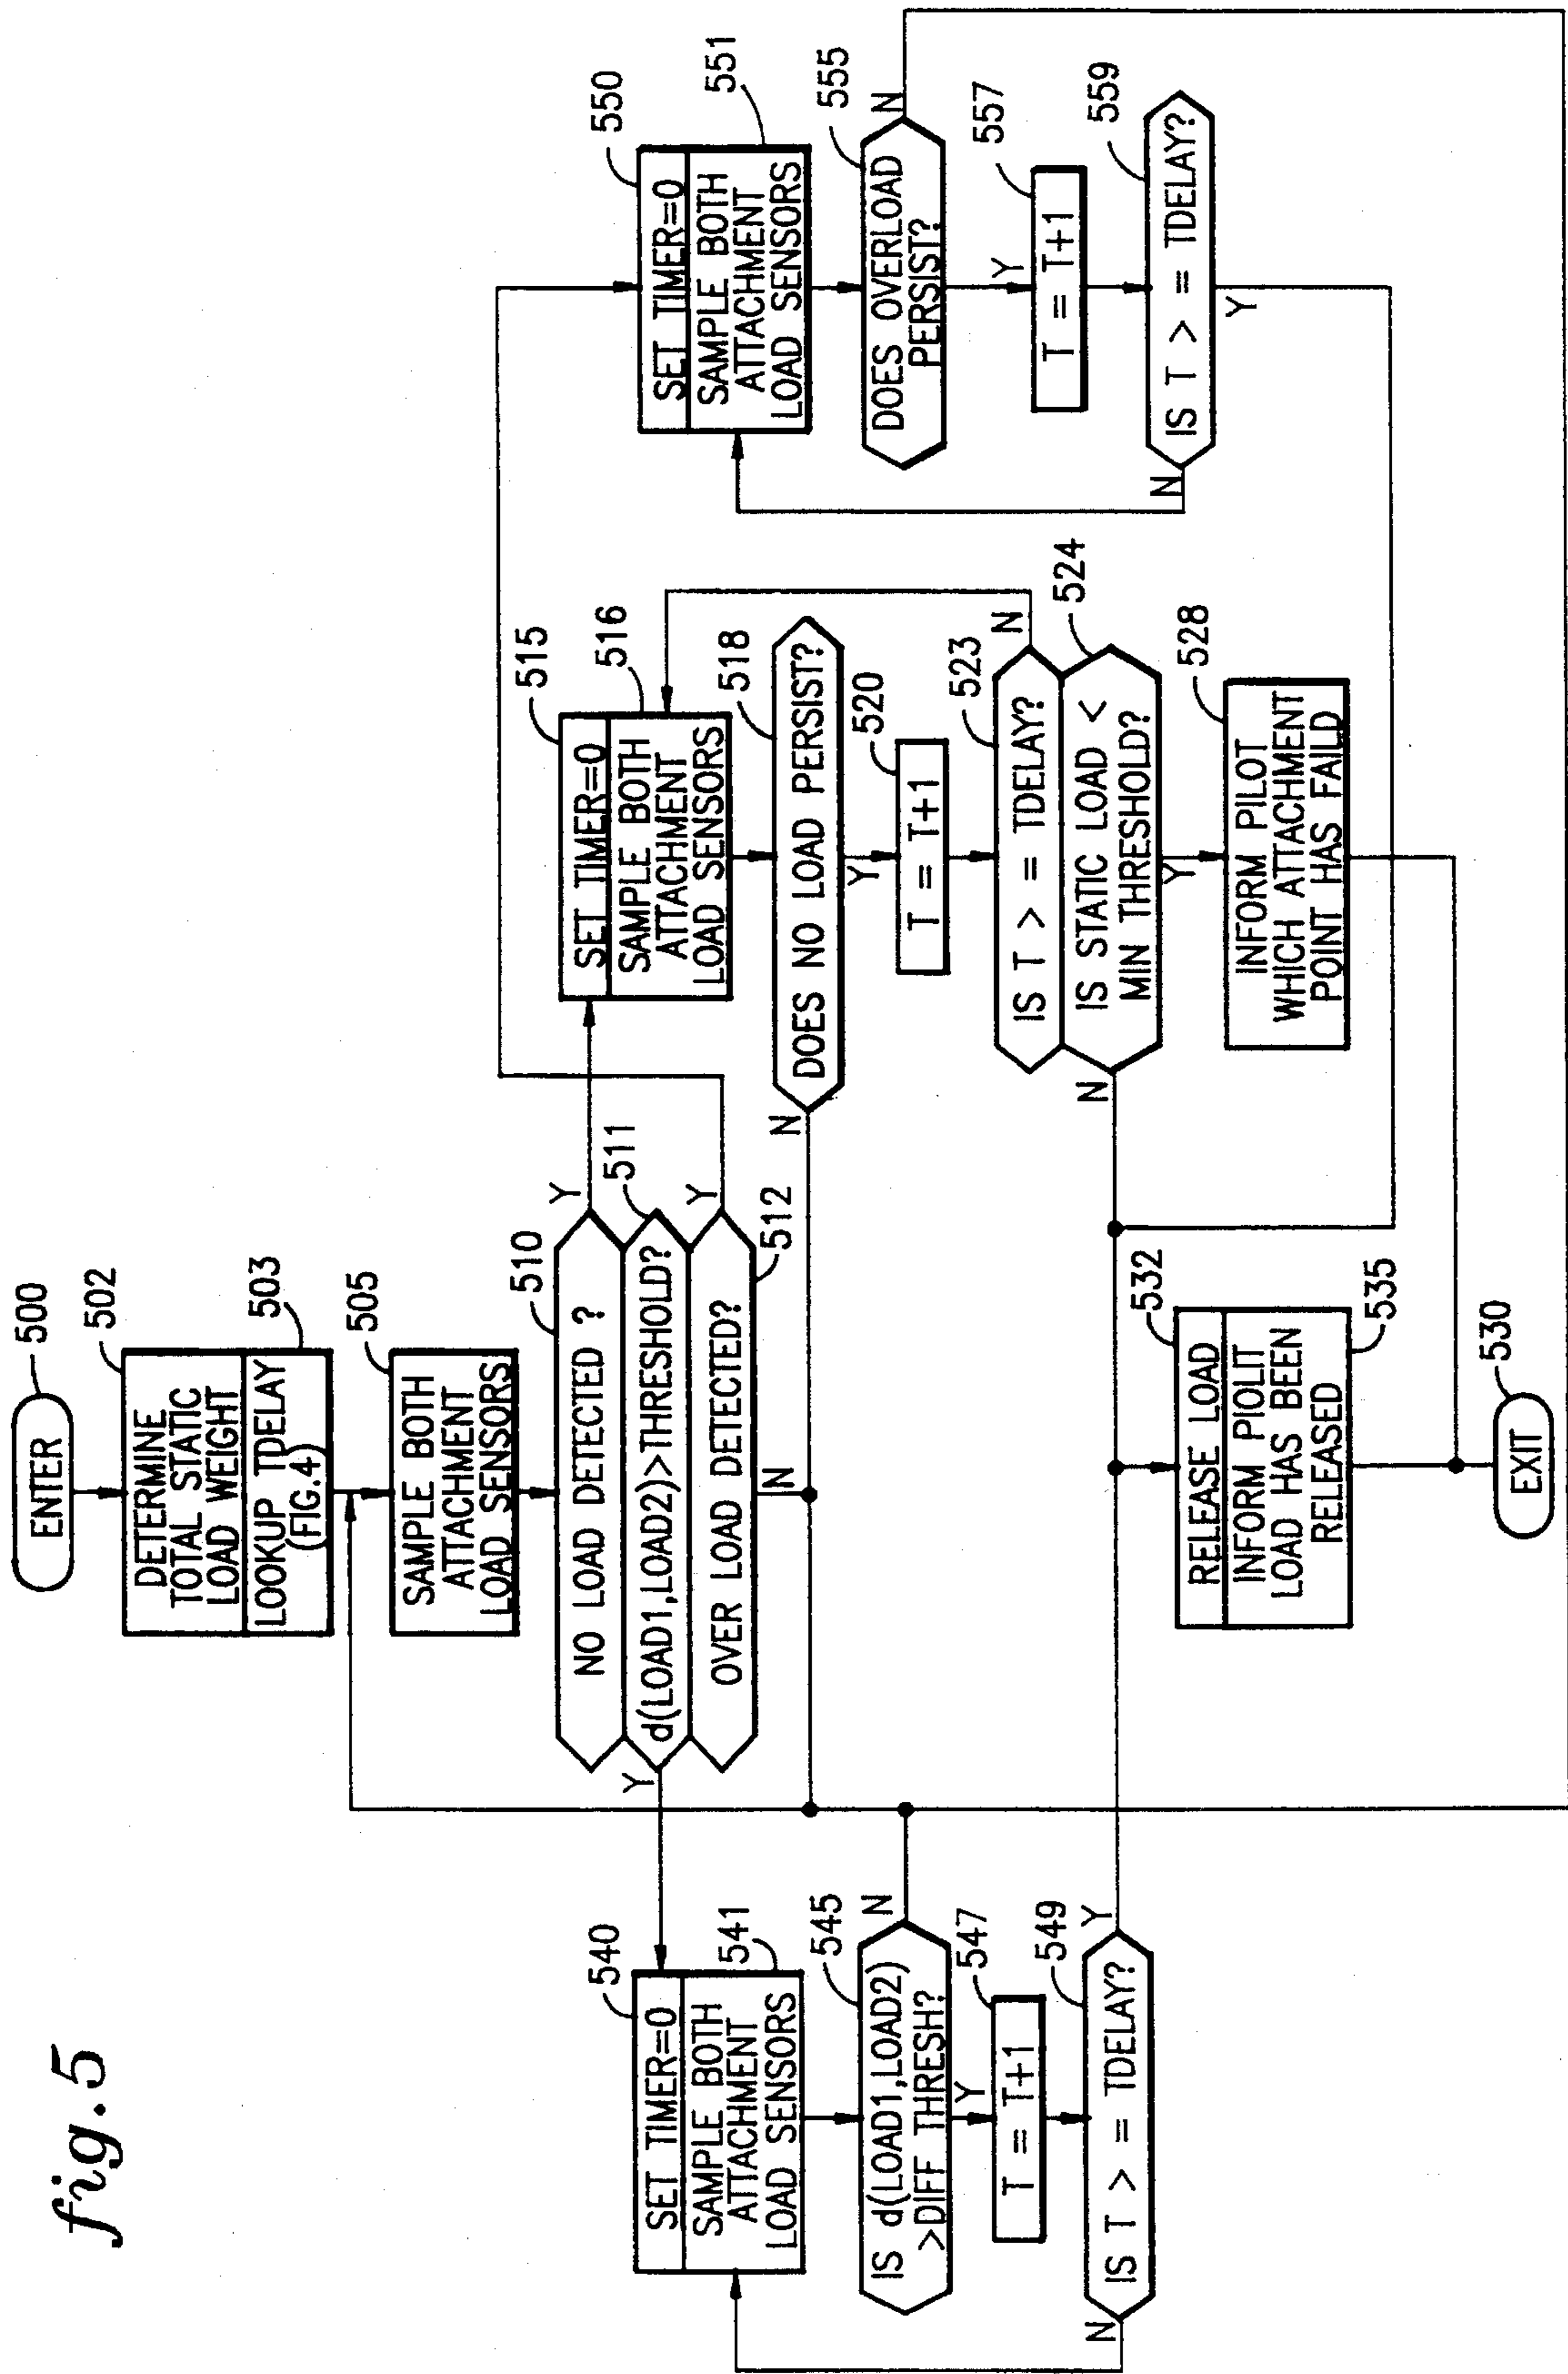 fig.5
ENTER
500
DETERMINE
TOTAL STATIC
LOAD WEIGHT
502
LOOKUP TDELAY
(FIG.4)
503
SAMPLE BOTH
ATTACHMENT
LOAD SENSORS
505
NO LOAD DETECTED ?
510
Y
d(LOAD1,LOAD2)>THRESHOLD?
511
Y
OVER LOAD DETECTED?
512
Y
N
SET TIMER=0
540
SAMPLE BOTH
ATTACHMENT
LOAD SENSORS
541
IS d(LOAD1,LOAD2)
>DIFF THRESH?
545
N
Y
T = T+1
547
IS T > = TDELAY?
549
Y
N
SET TIMER=0
515
SAMPLE BOTH
ATTACHMENT
LOAD SENSORS
516
DOES NO LOAD PERSIST?
518
N
Y
T = T+1
520
IS T > = TDELAY?
523
N
IS STATIC LOAD <
MIN THRESHOLD?
524
N
Y
INFORM PILOT
WHICH ATTACHMENT
POINT HAS FAILD
528
SET TIMER=0
550
SAMPLE BOTH
ATTACHMENT
LOAD SENSORS
551
DOES OVERLOAD
PERSIST?
555
N
Y
T = T+1
557
IS T > = TDELAY?
559
N
Y
RELEASE LOAD
532
INFORM PIOLIT
LOAD HAS BEEN
RELEASED
535
EXIT
530